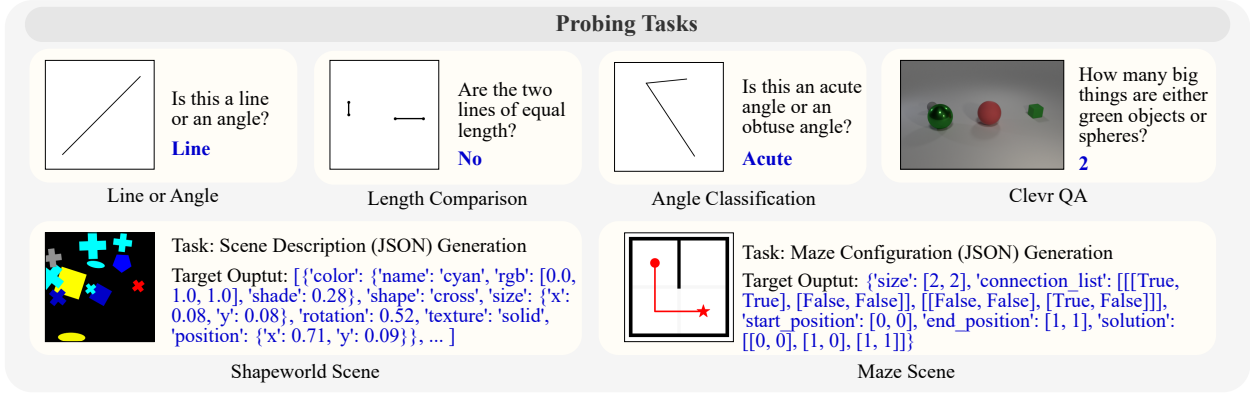 Probing Tasks
Is this a line
or an angle?
Line
Line or Angle
Are the two
lines of equal
length?
No
Length Comparison
Is this an acute
angle or an
obtuse angle?
Acute
Angle Classification
How many big
things are either
green objects or
spheres?
2
Clevr QA
Task: Scene Description (JSON) Generation
Target Ouptut: [{'color': {'name': 'cyan', 'rgb': [0.0,
1.0, 1.0], 'shade': 0.28}, 'shape': 'cross', 'size': {'x':
0.08, 'y': 0.08}, 'rotation': 0.52, 'texture': 'solid',
'position': {'x': 0.71, 'y': 0.09}}, ... ]
Shapeworld Scene
Task: Maze Configuration (JSON) Generation
Target Ouptut: {'size': [2, 2], 'connection_list': [[[True,
True], [False, False]], [[False, False], [True, False]]],
'start_position': [0, 0], 'end_position': [1, 1], 'solution':
[[0, 0], [1, 0], [1, 1]]}
Maze Scene